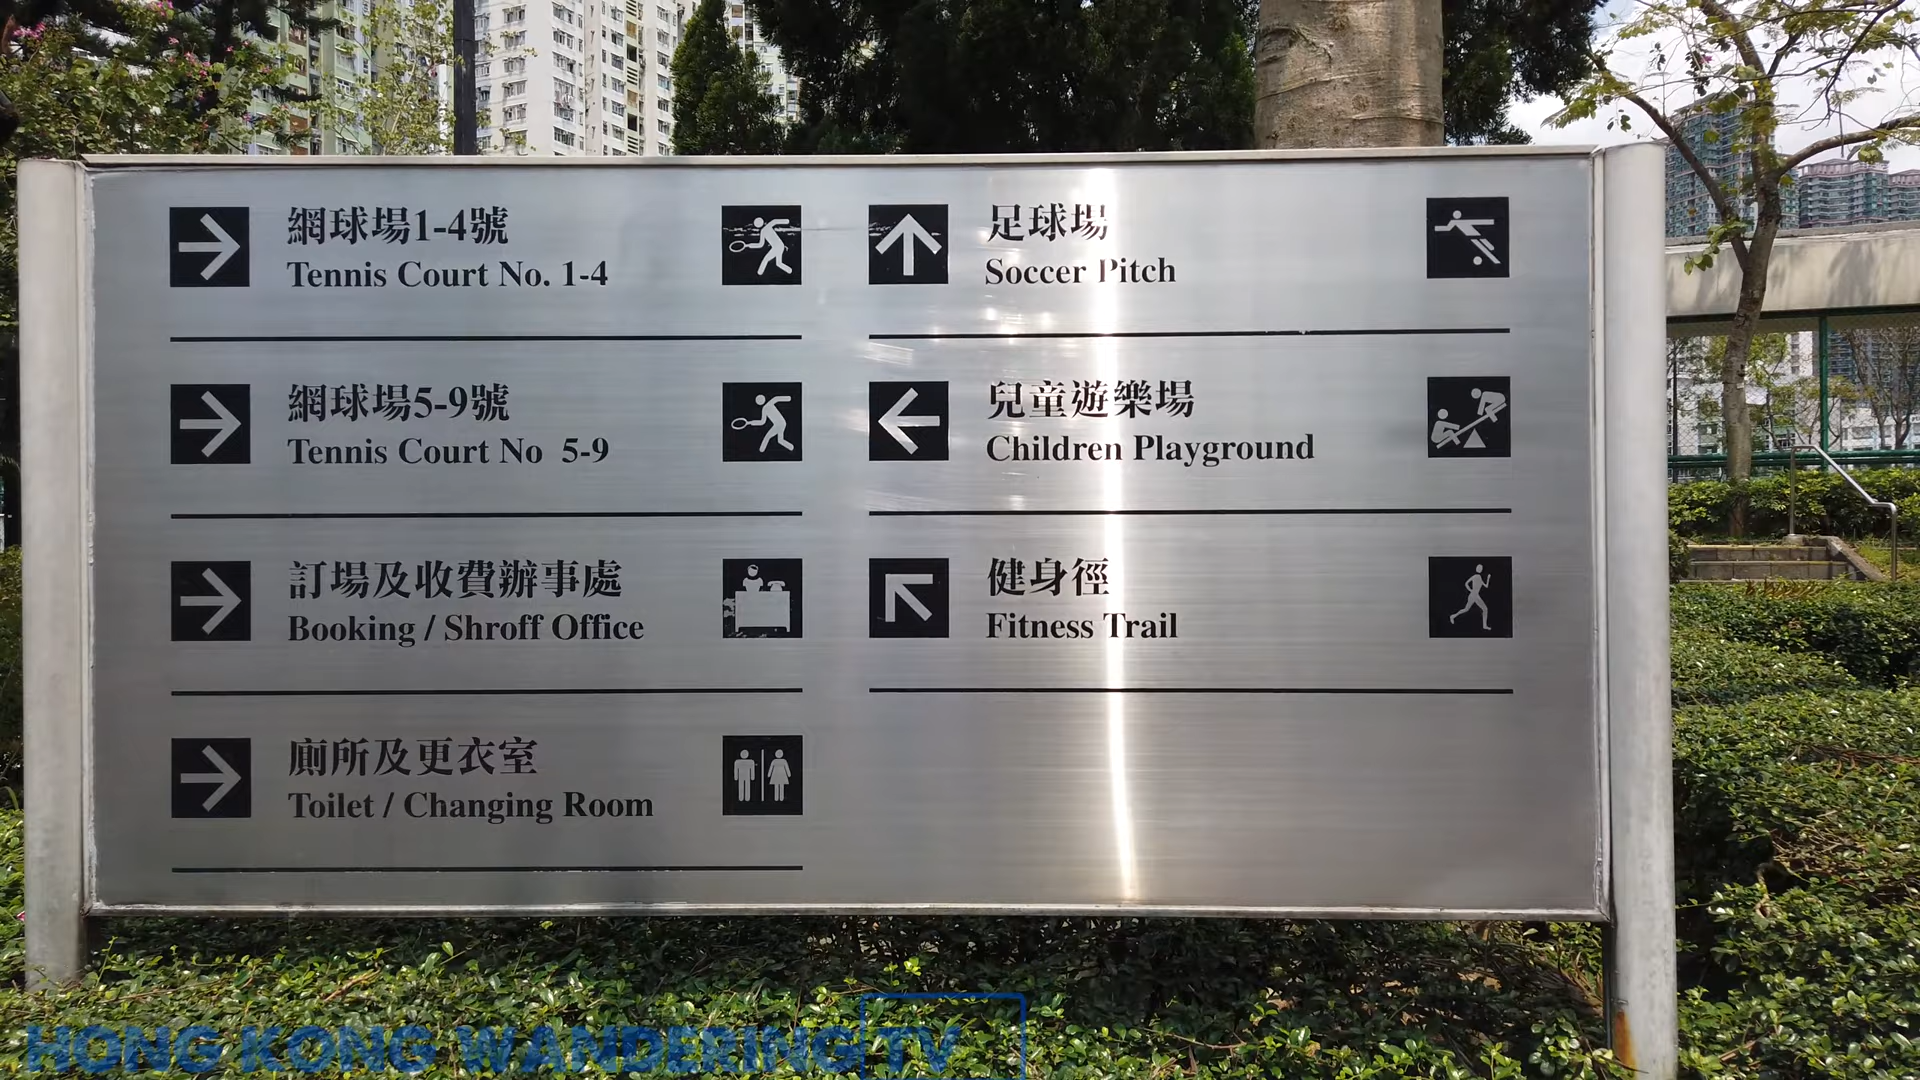 網球場1-4號
Tennis Court No. 1-4
網球場5-9號
Tennis Court No 5-9
訂場及收費辦事處
Booking / Shroff Office
廁所及更衣室
Toilet / Changing Room
足球場
Soccer Pitch
兒童遊樂場
Children Playground
健身徑
Fitness Trail
HONG KONG WANDERING TV